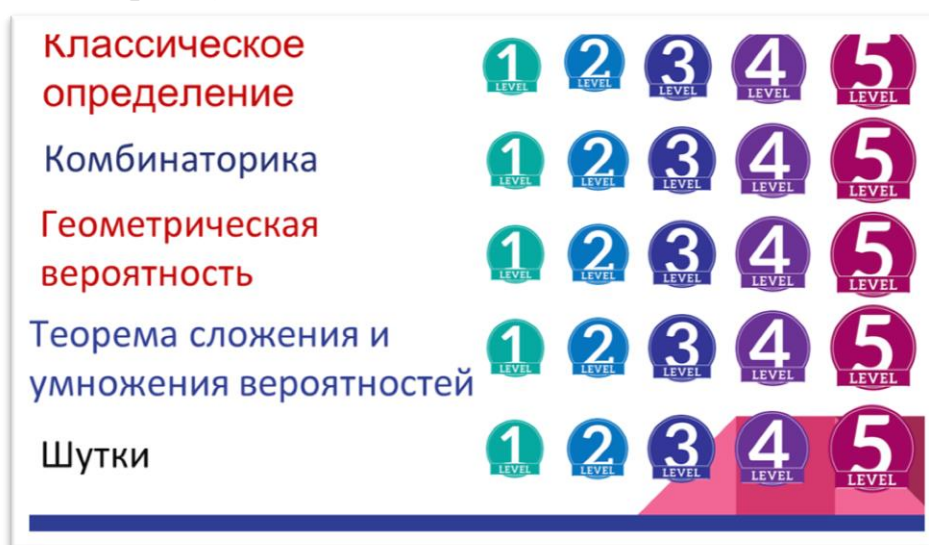 Классическое
определение
1 LEVEL 2 LEVEL 3 LEVEL 4 LEVEL 5 LEVEL
Комбинаторика
1 LEVEL 2 LEVEL 3 LEVEL 4 LEVEL 5 LEVEL
Геометрическая
вероятность
1 LEVEL 2 LEVEL 3 LEVEL 4 LEVEL 5 LEVEL
Теорема сложения и
умножения вероятностей
1 LEVEL 2 LEVEL 3 LEVEL 4 LEVEL 5 LEVEL
Шутки
1 LEVEL 2 LEVEL 3 LEVEL 4 LEVEL 5 LEVEL